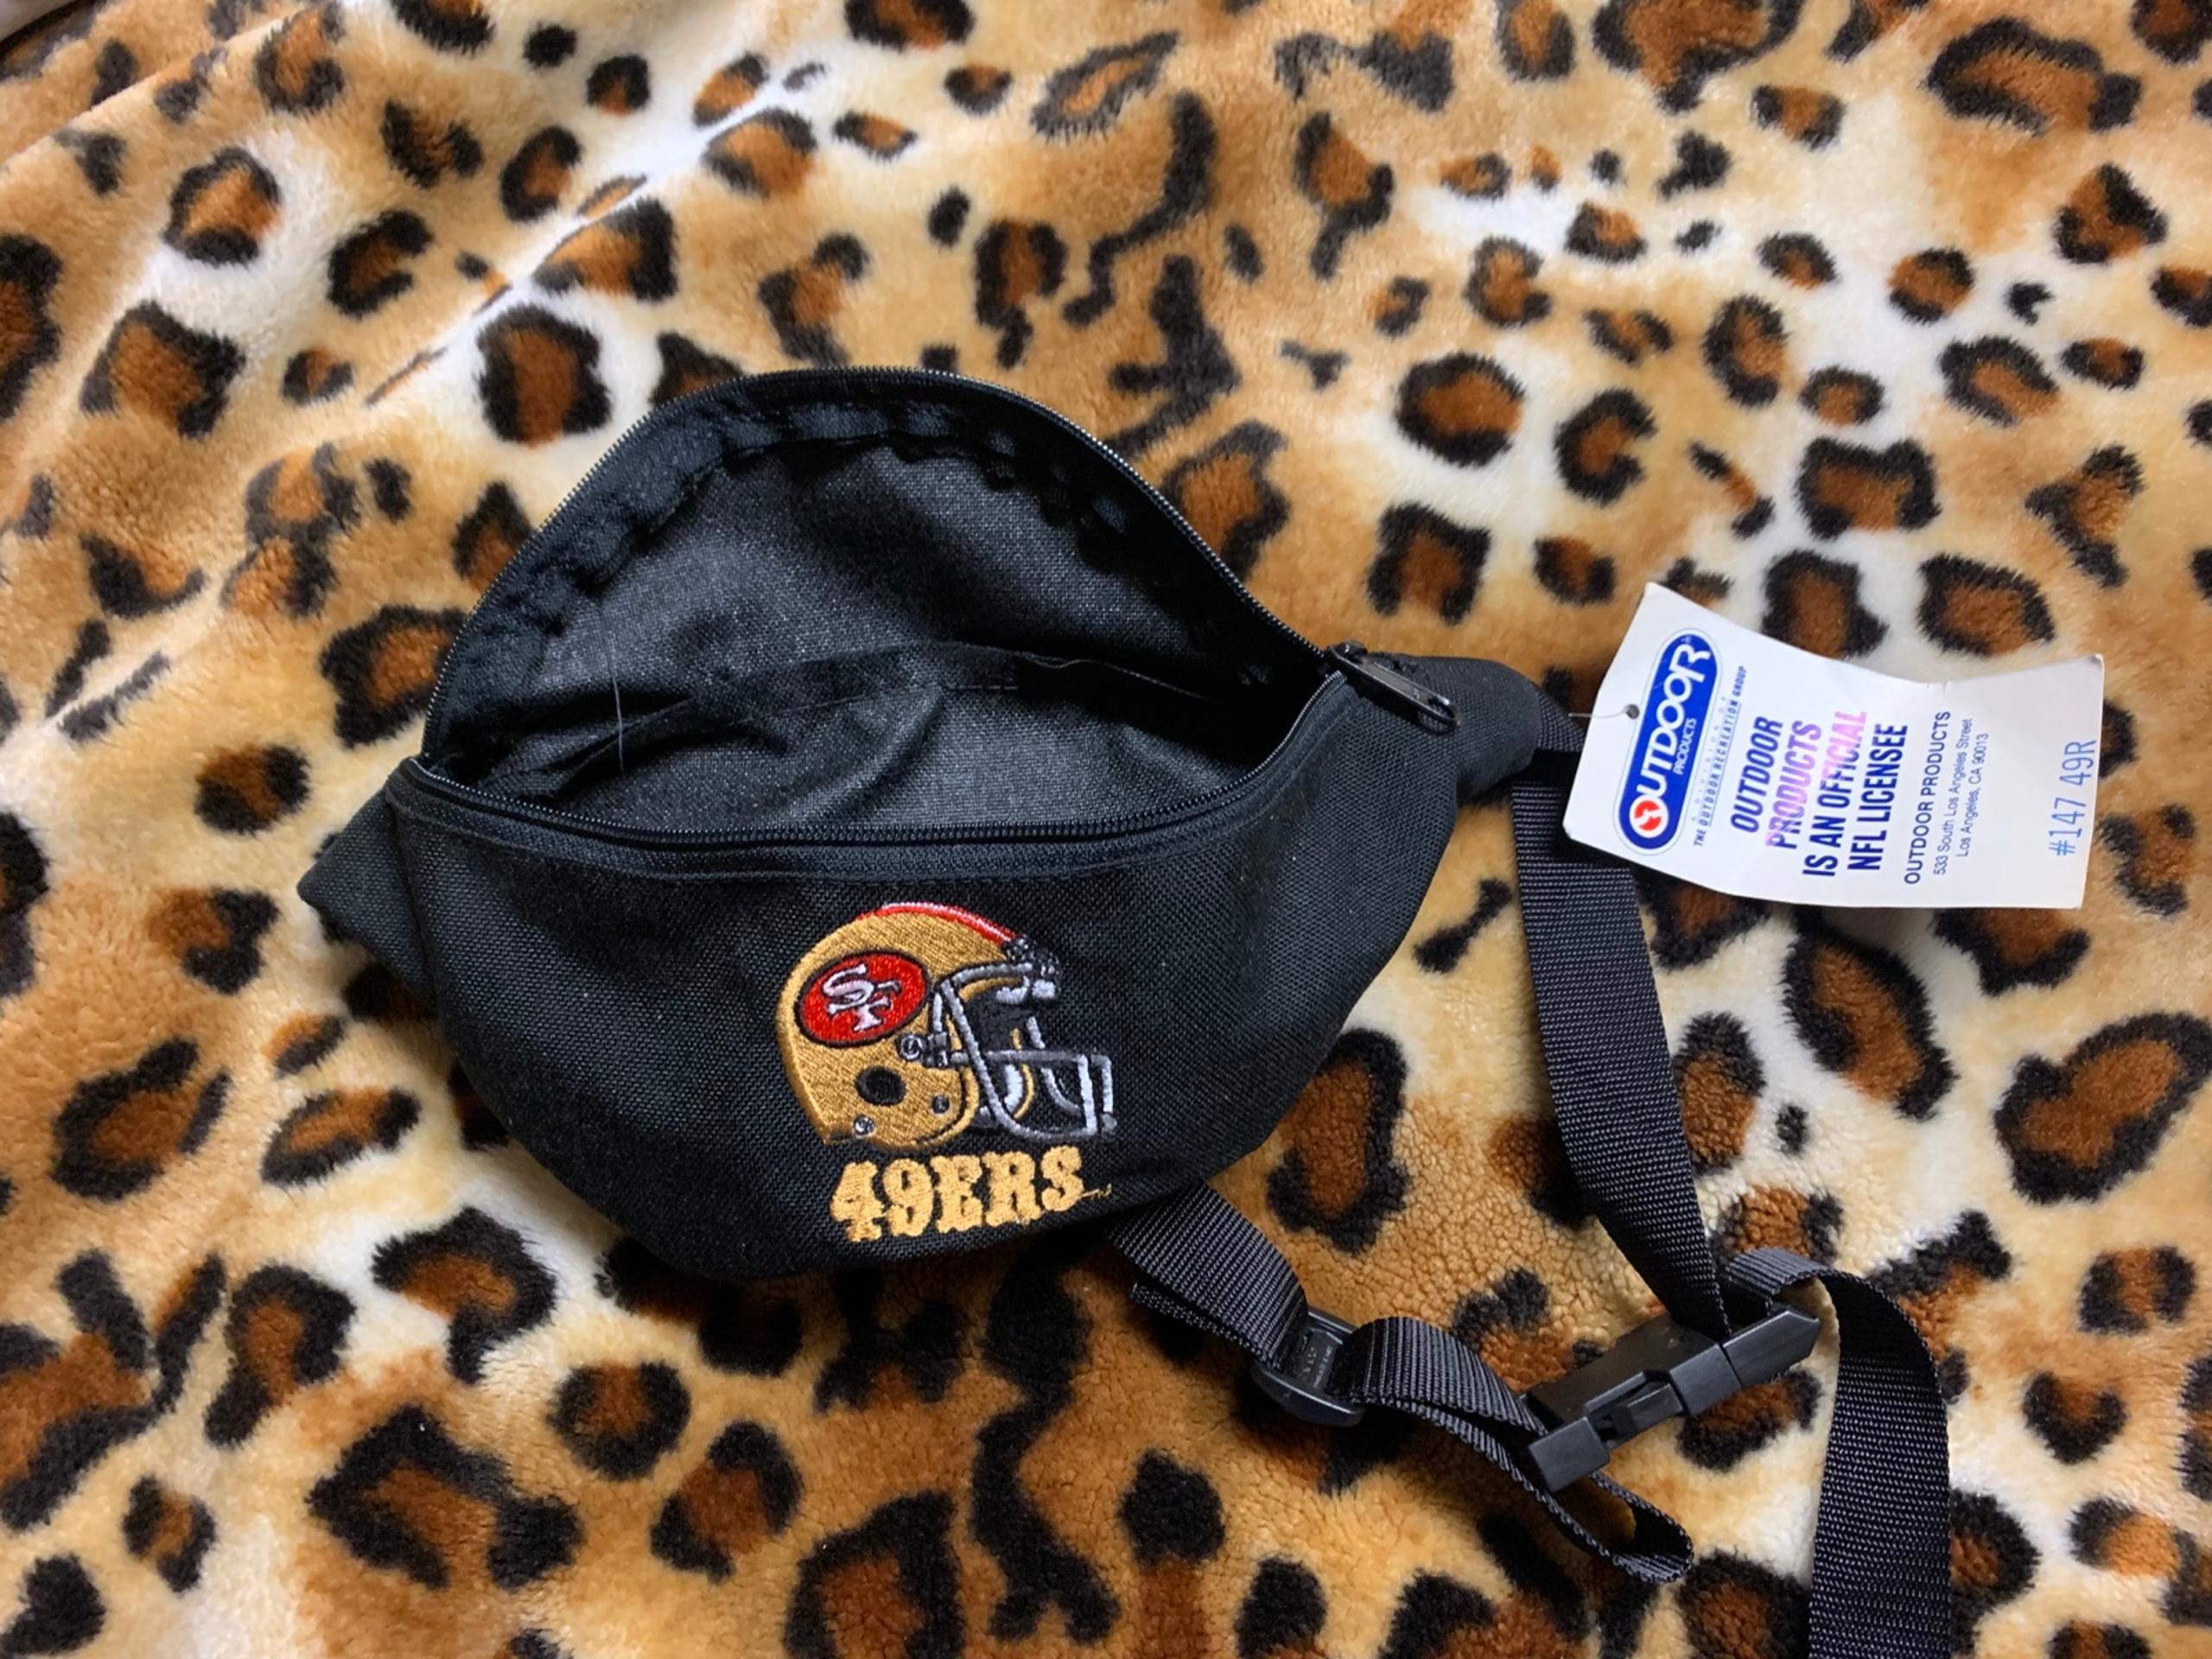 SF
49ERS
OUTDOOR
PRODUCTS
THE OUTDOOR RECREATION GROUP
OUTDOOR
PRODUCTS
IS AN OFFICIAL
NFL LICENSEE
OUTDOOR PRODUCTS
533 South Los Angeles Street
Los Angeles, CA 90013
#147 49R